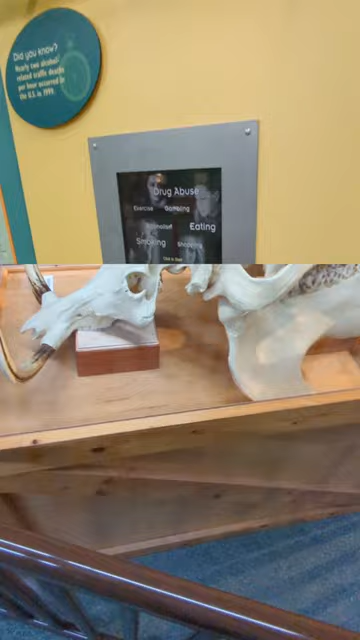 Did you know?
Nearly two alcohol
related traffic deaths
per hour occurred in
the U.S. in 1999.
Drug Abuse
Exercise Gambling
Eating
Smoking Shopping